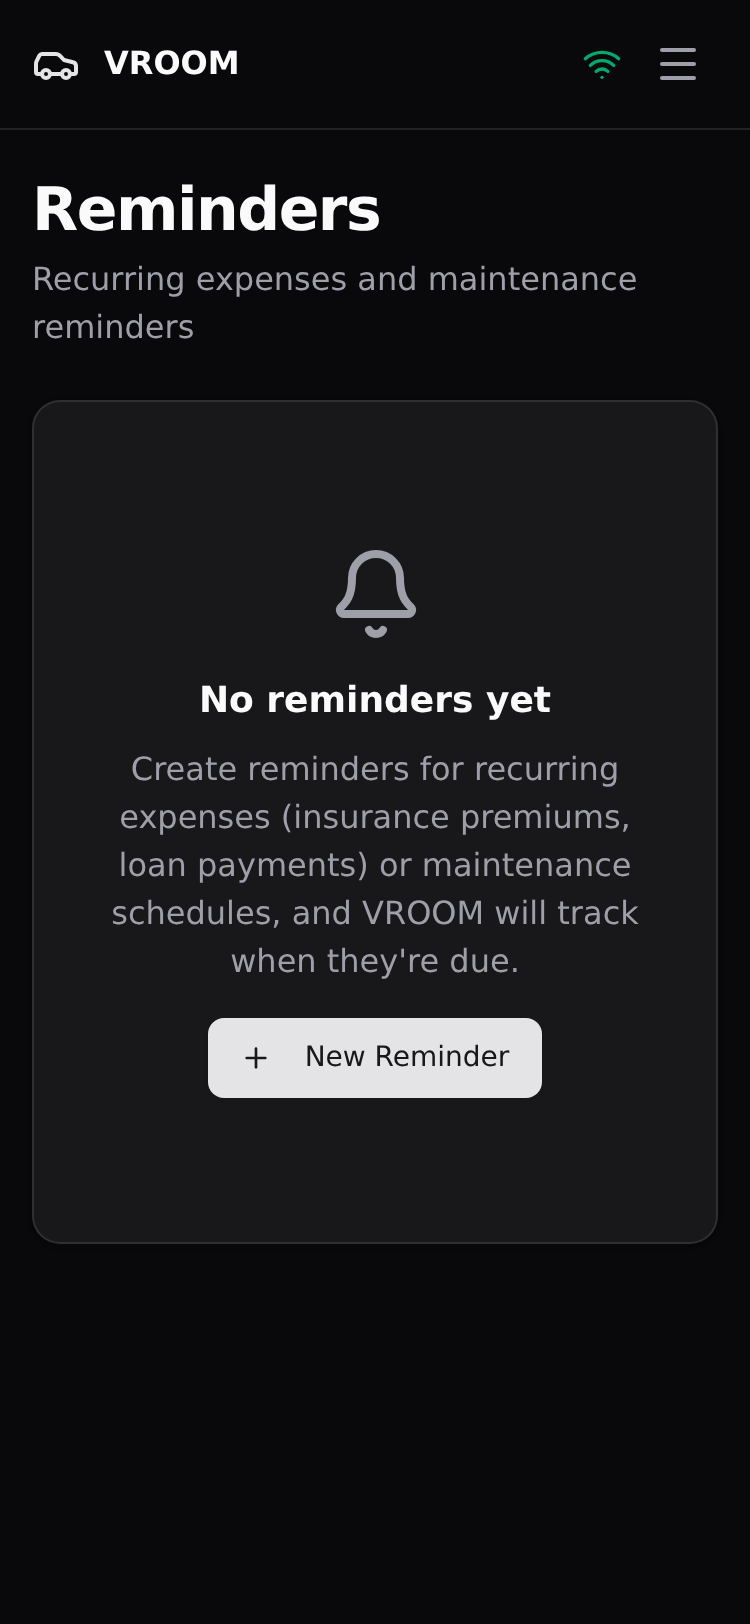 VROOM
Reminders
Recurring expenses and maintenance
reminders
No reminders yet
Create reminders for recurring
expenses (insurance premiums,
loan payments) or maintenance
schedules, and VROOM will track
when they're due.
New Reminder